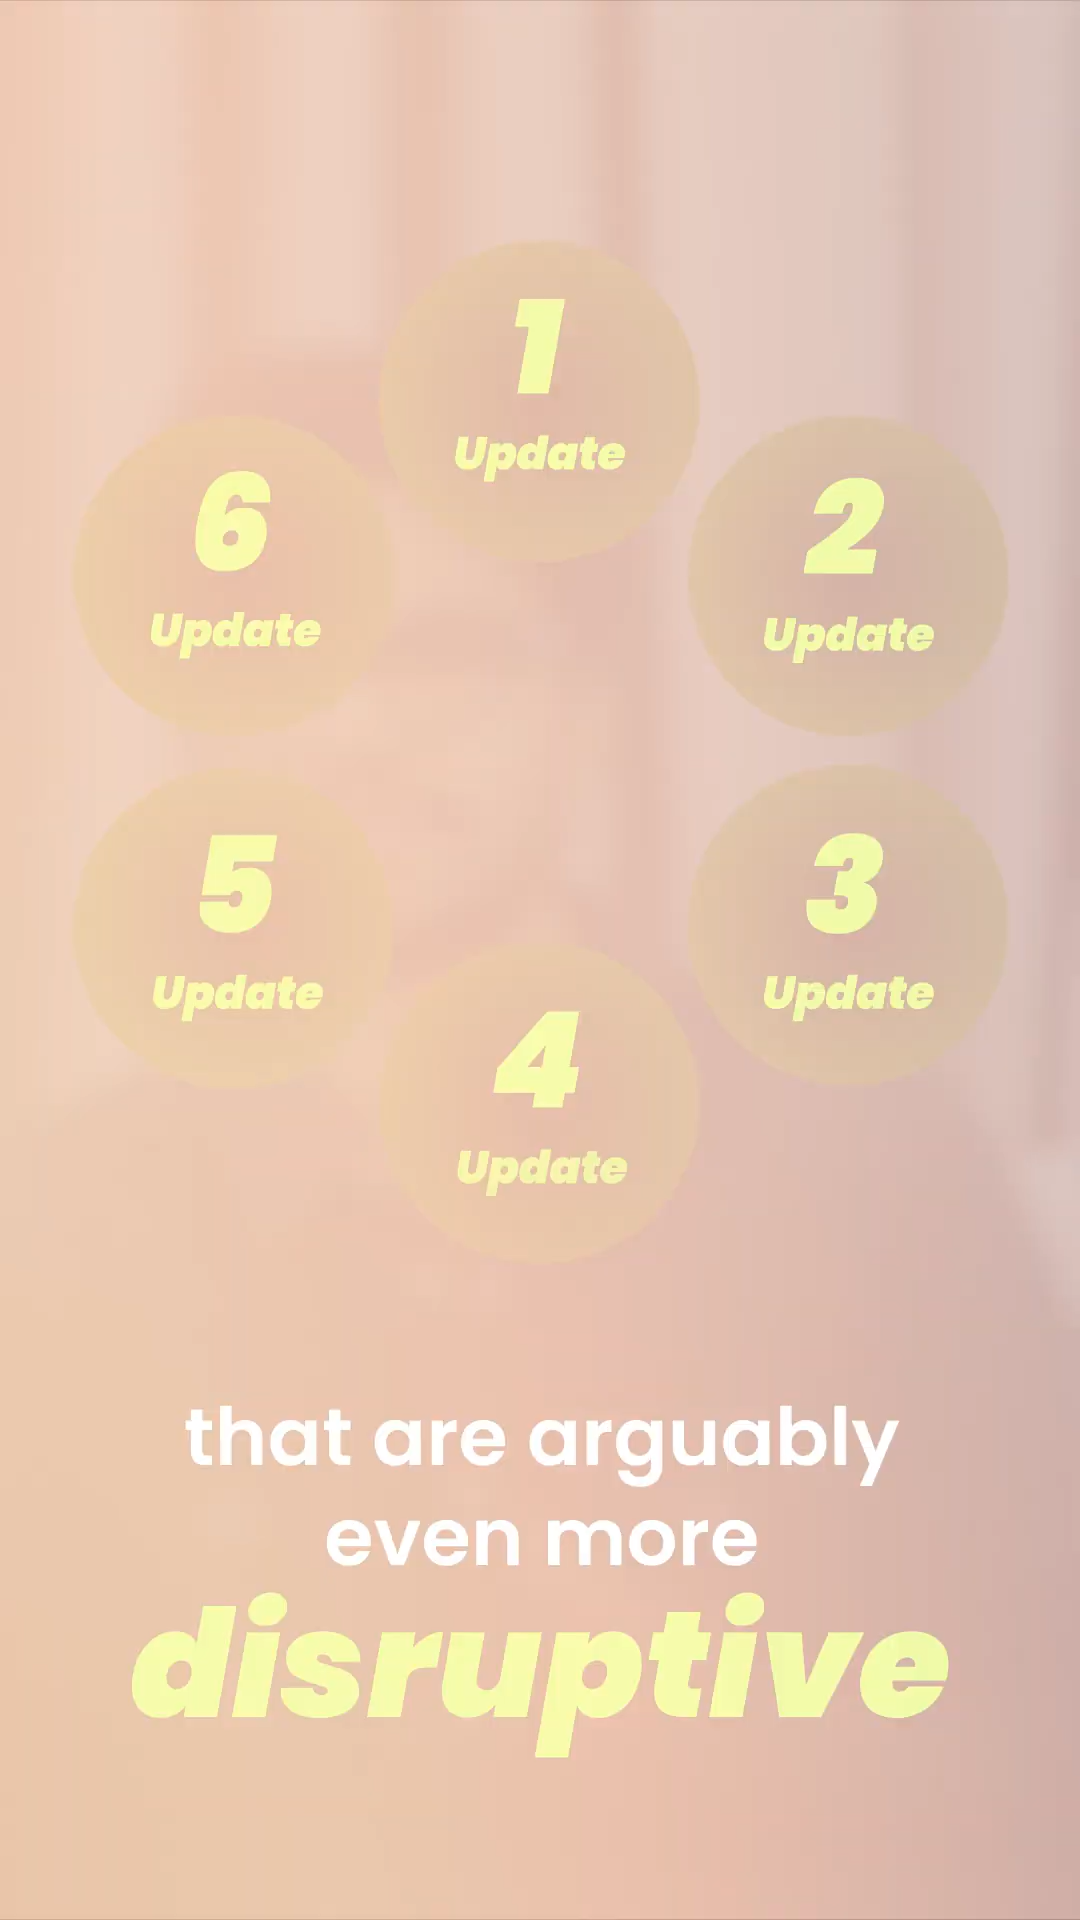 1
Update
2
Update
3
Update
4
Update
5
Update
6
Update
that are arguably
even more
disruptive